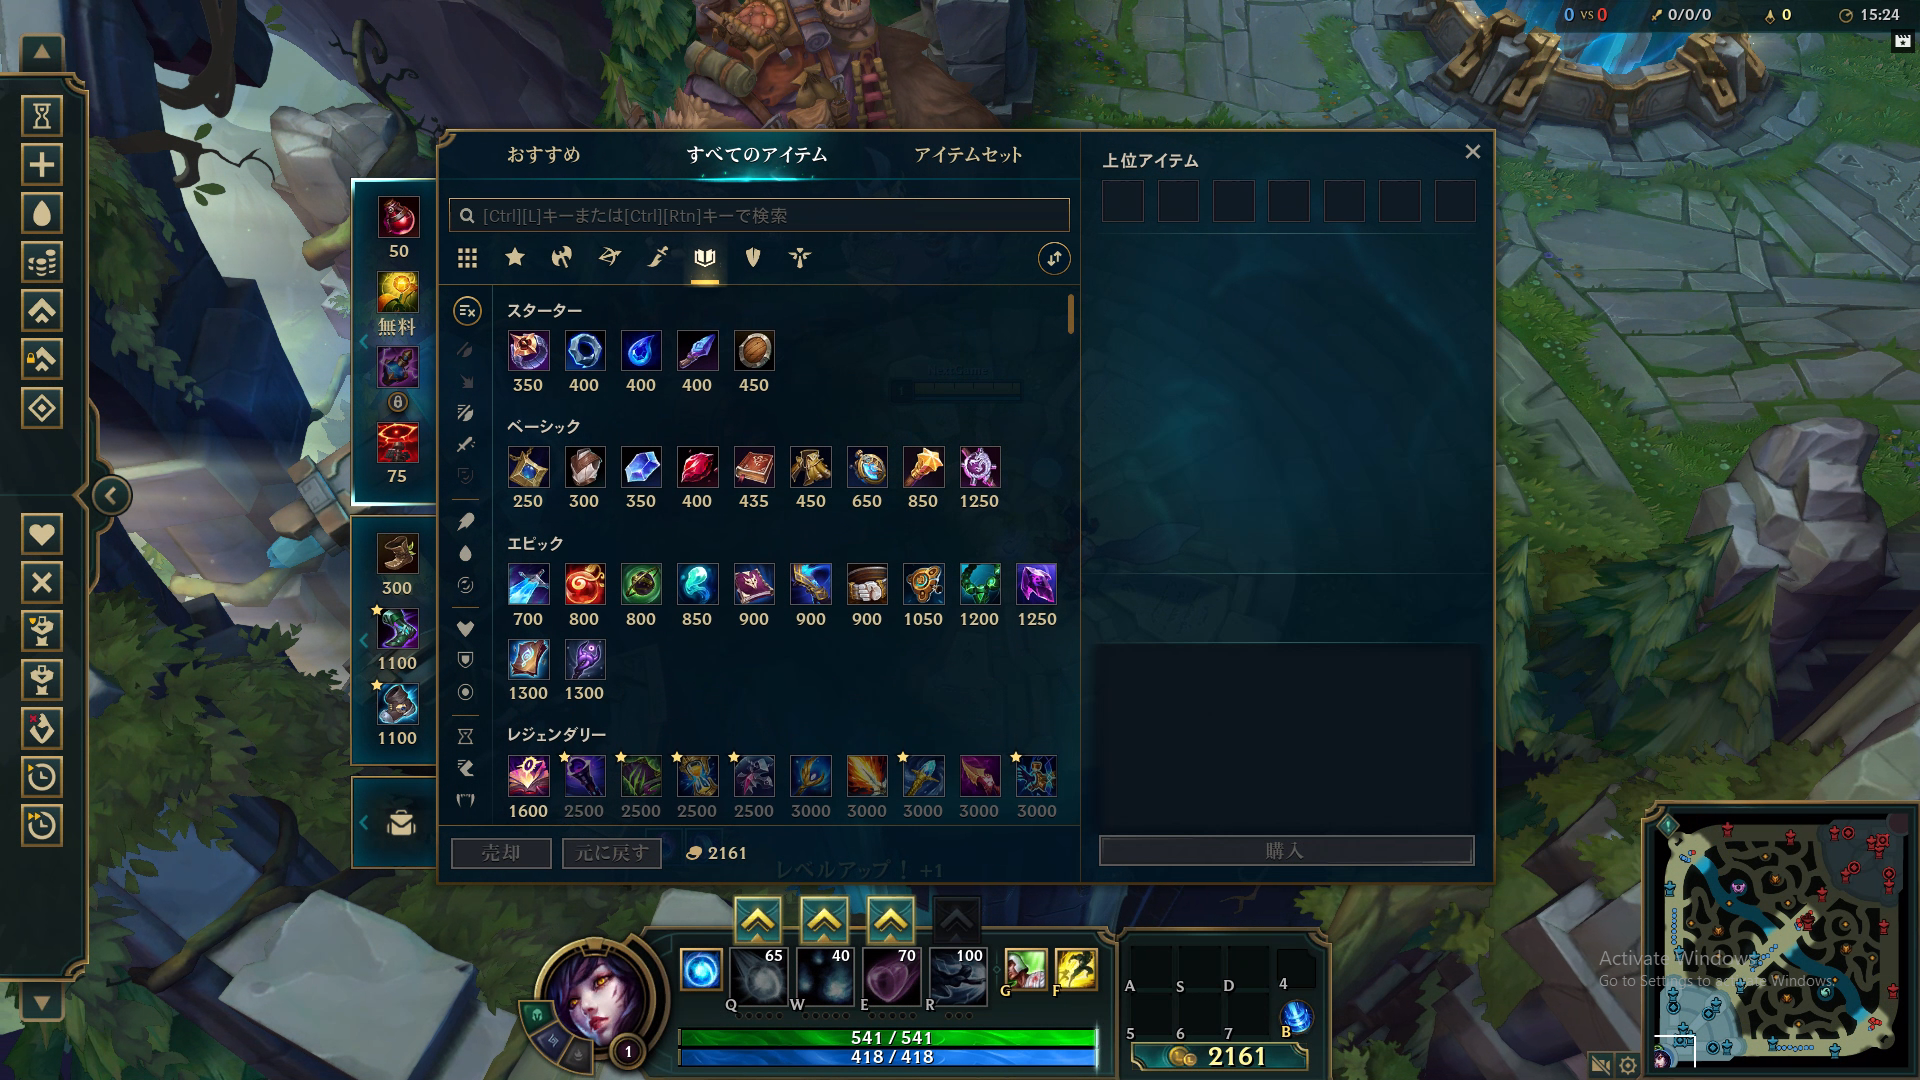 0 vs 0
0/0/0
0
15:24
おすすめ
すべてのアイテム
アイテムセット
上位アイテム
[Ctrl][L]キーまたは[Ctrl][Rtn]キーで検索
50
無料
75
300
1100
1100
スターター
350 400 400 400 450
ベーシック
250 300 350 400 435 450 650 850 1250
エピック
700 800 800 850 900 900 900 1050 1200 1250
1300 1300
レジェンダリー
1600 2500 2500 2500 2500 3000 3000 3000 3000 3000
売却
元に戻す
2161
レベルアップ！ +1
購入
65 40 70 100
Q W E R G F
541 / 541
418 / 418
1
A S D 4
5 6 7 B
2161
Activate Windows
Go to Settings to activate Windows.